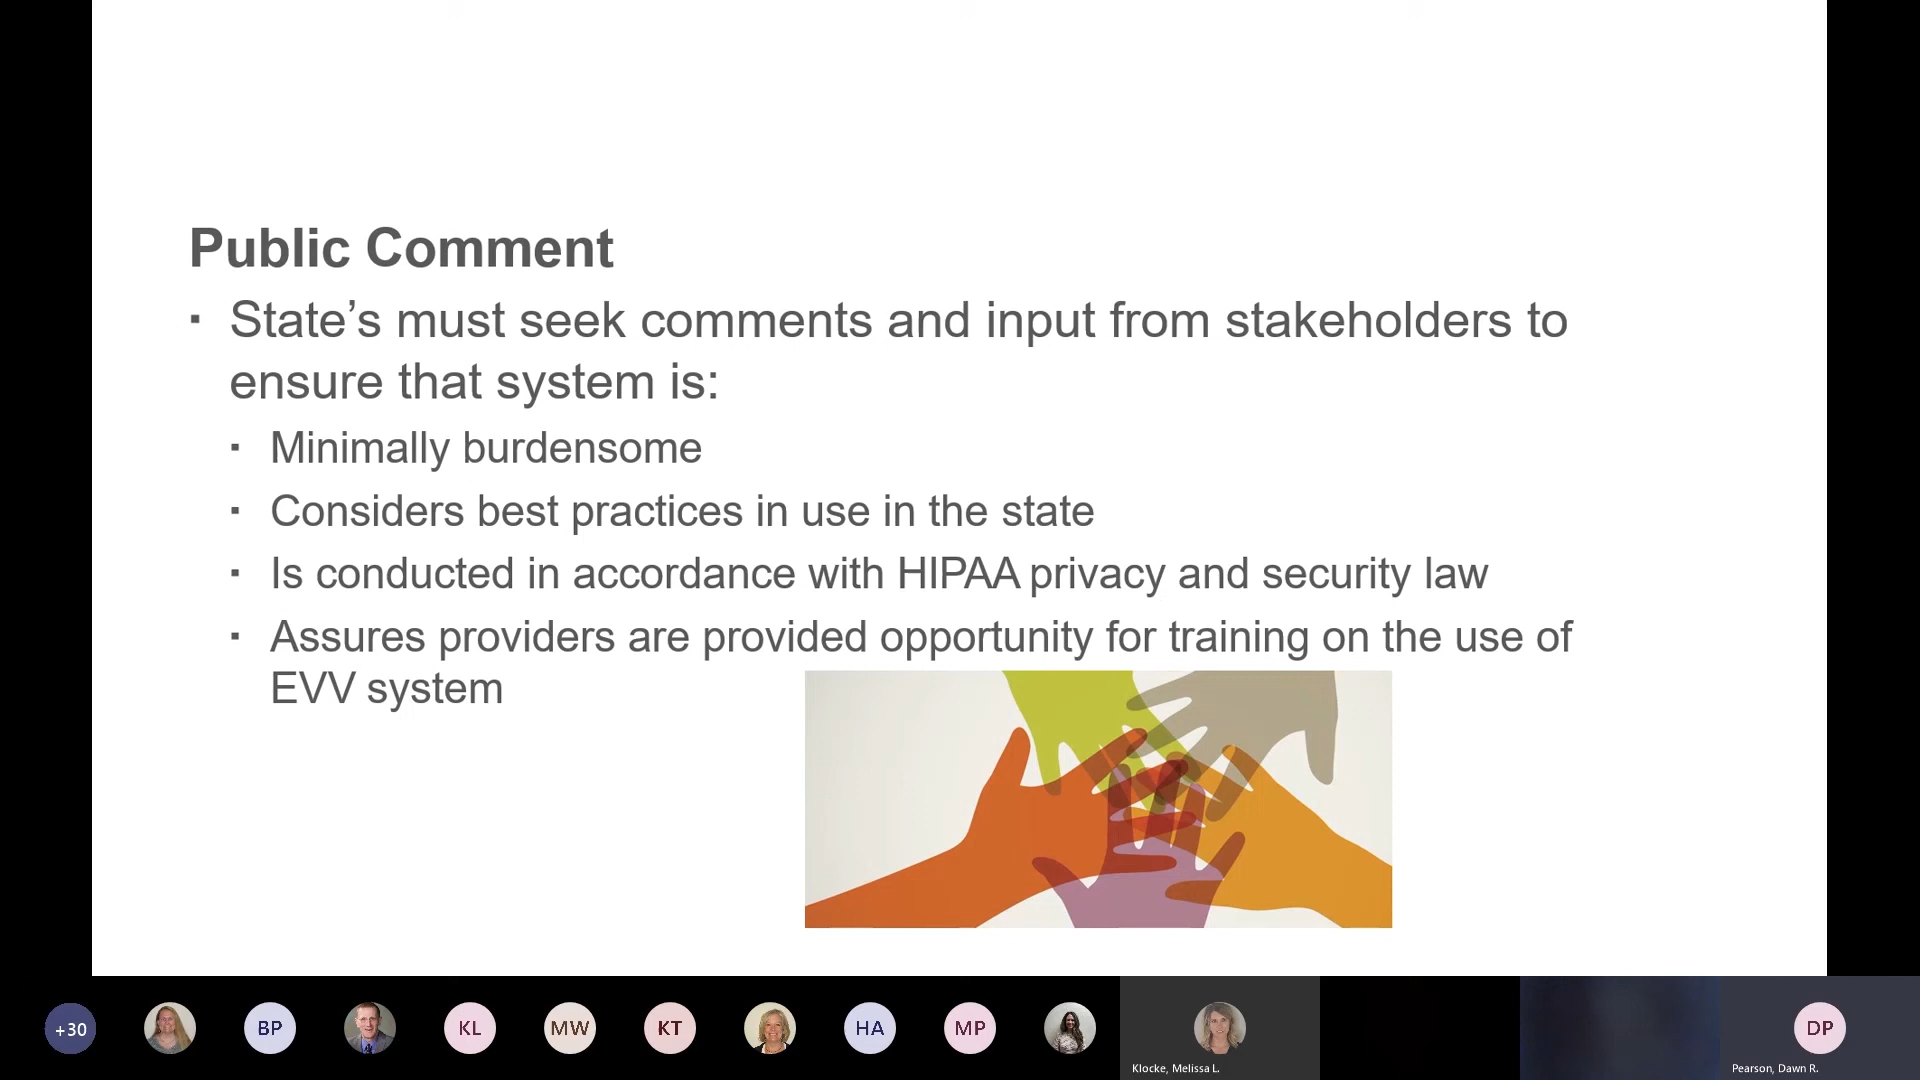 Public Comment
▪ State’s must seek comments and input from stakeholders to
ensure that system is:
▪ Minimally burdensome
▪ Considers best practices in use in the state
▪ Is conducted in accordance with HIPAA privacy and security law
▪ Assures providers are provided opportunity for training on the use of
EVV system
+30 BP KL MW KT HA MP DP
Klocke, Melissa L. Pearson, Dawn R.